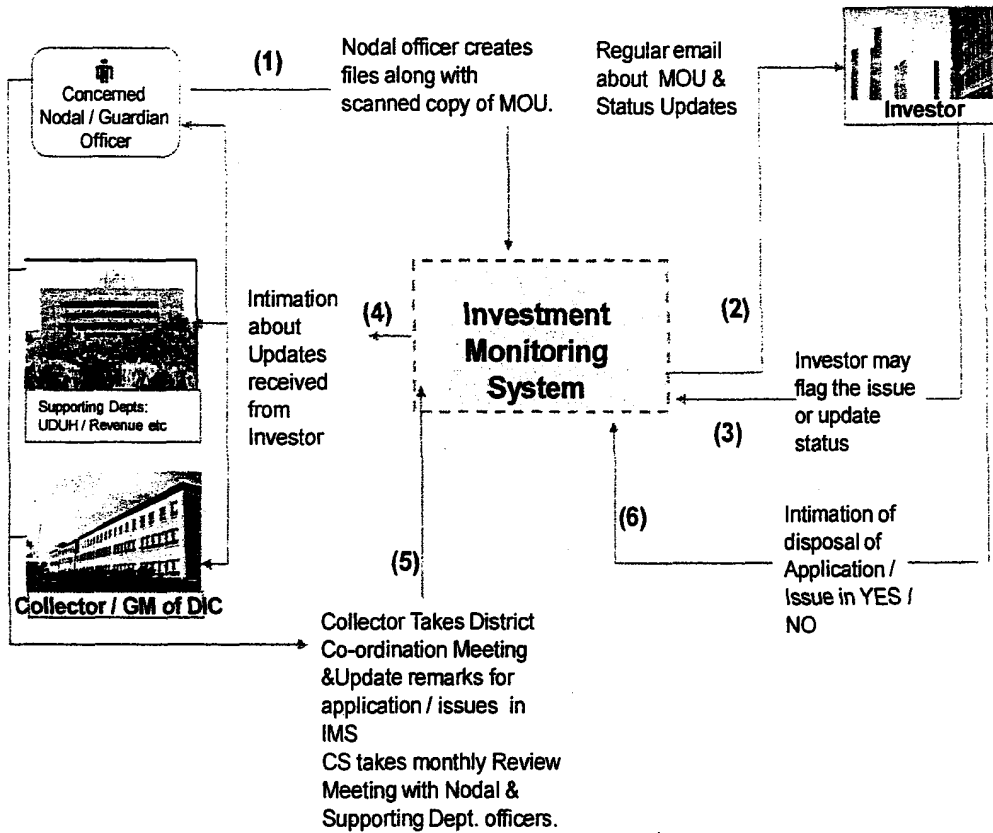 Concerned
Nodal / Guardian
Officer
(1)
Nodal officer creates
files along with
scanned copy of MOU.
Regular email
about MOU &
Status Updates
Investor
Supporting Depts:
UDUH / Revenue etc
Intimation
about
Updates
received
from
Investor
(4)
Investment
Monitoring
System
(2)
Investor may
flag the issue
or update
status
(3)
Collector / GM of DIC
(5)
(6)
Intimation of
disposal of
Application /
Issue in YES /
NO
Collector Takes District
Co-ordination Meeting
&Update remarks for
application / issues in
IMS
CS takes monthly Review
Meeting with Nodal &
Supporting Dept. officers.